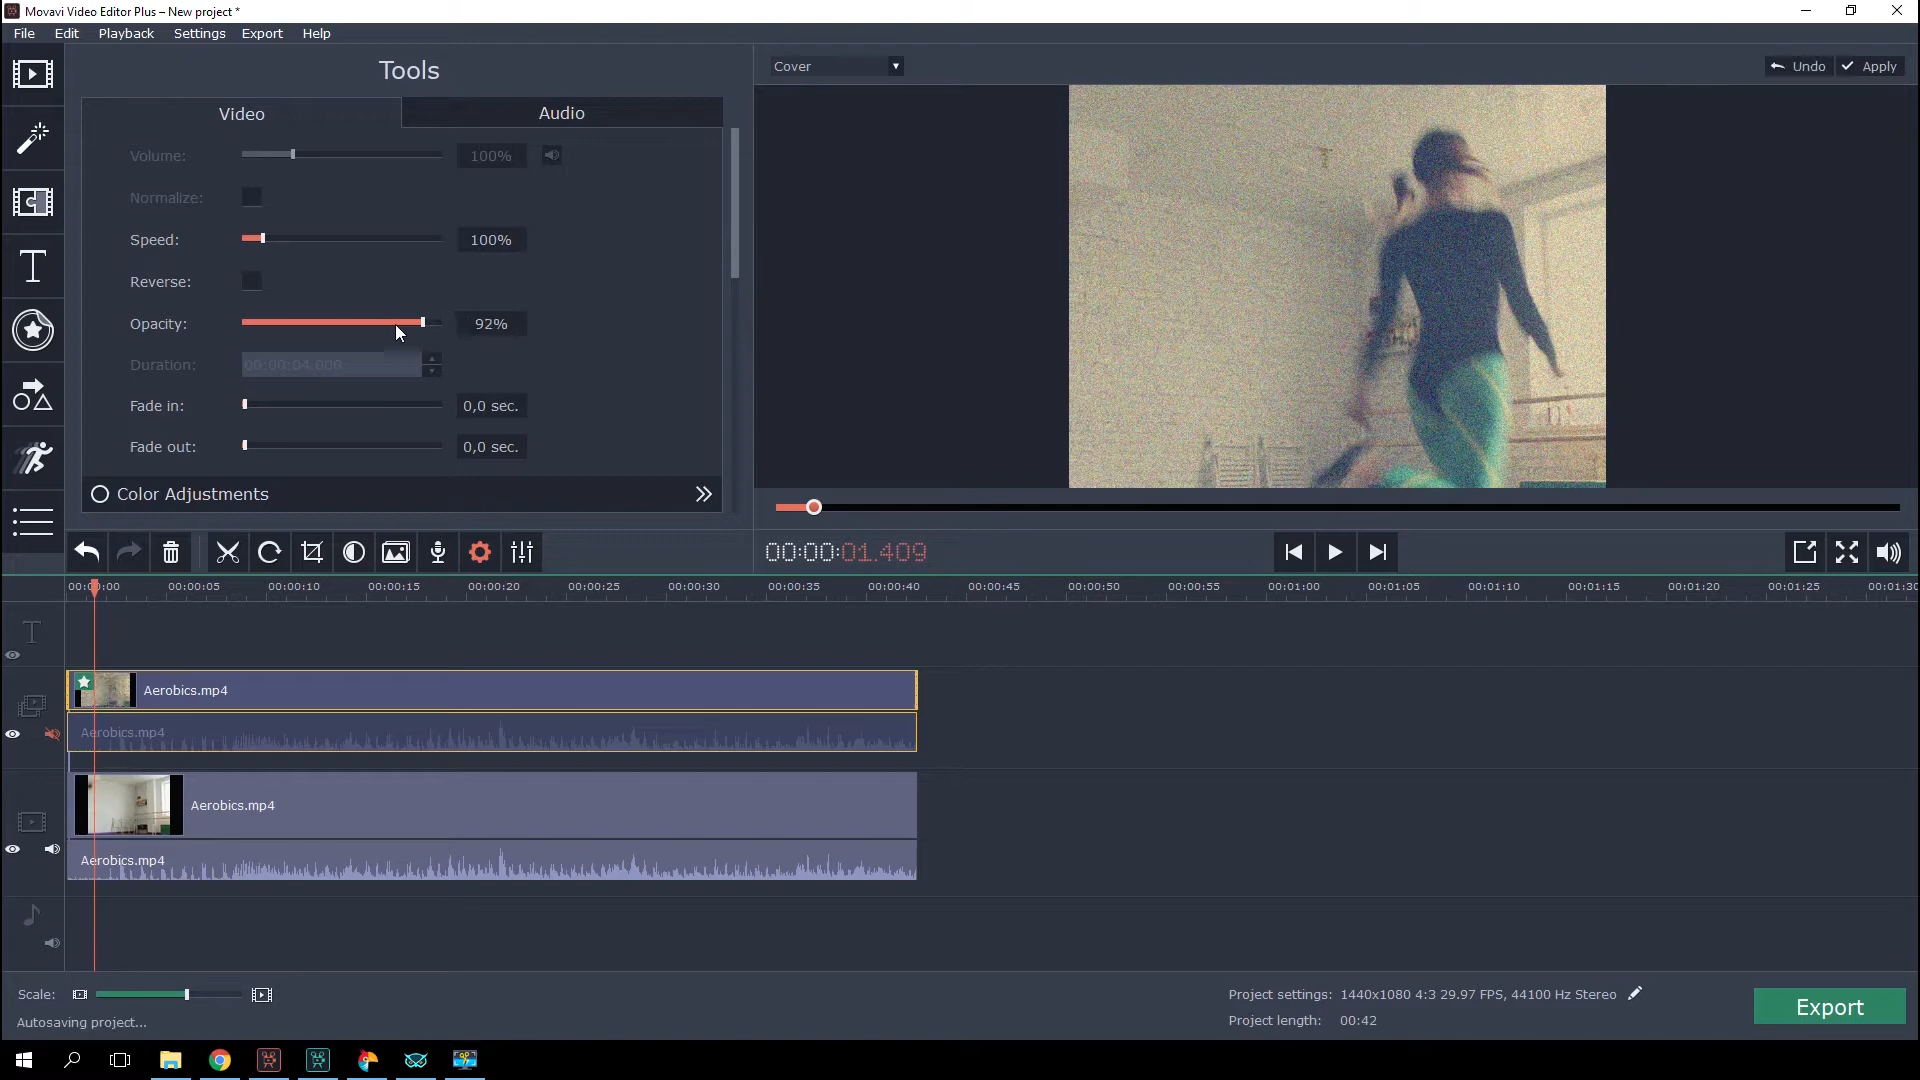 Movavi Video Editor Plus – New project *
File Edit Playback Settings Export Help
Tools
Cover
Undo
Apply
Video
Audio
Volume: 100%
Normalize:
Speed: 100%
Reverse:
Opacity: 92%
Duration: 00:00:04.000
Fade in: 0,0 sec.
Fade out: 0,0 sec.
Color Adjustments
00:00:01.409
00:00:05 00:00:10 00:00:15 00:00:20 00:00:25 00:00:30 00:00:35 00:00:40 00:00:45 00:00:50 00:00:55 00:01:00 00:01:05 00:01:10 00:01:15 00:01:20 00:01:25 00:01:30
T
Aerobics.mp4
Aerobics.mp4
Aerobics.mp4
Aerobics.mp4
Scale:
Project settings: 1440x1080 4:3 29.97 FPS, 44100 Hz Stereo
Export
Autosaving project...
Project length: 00:42